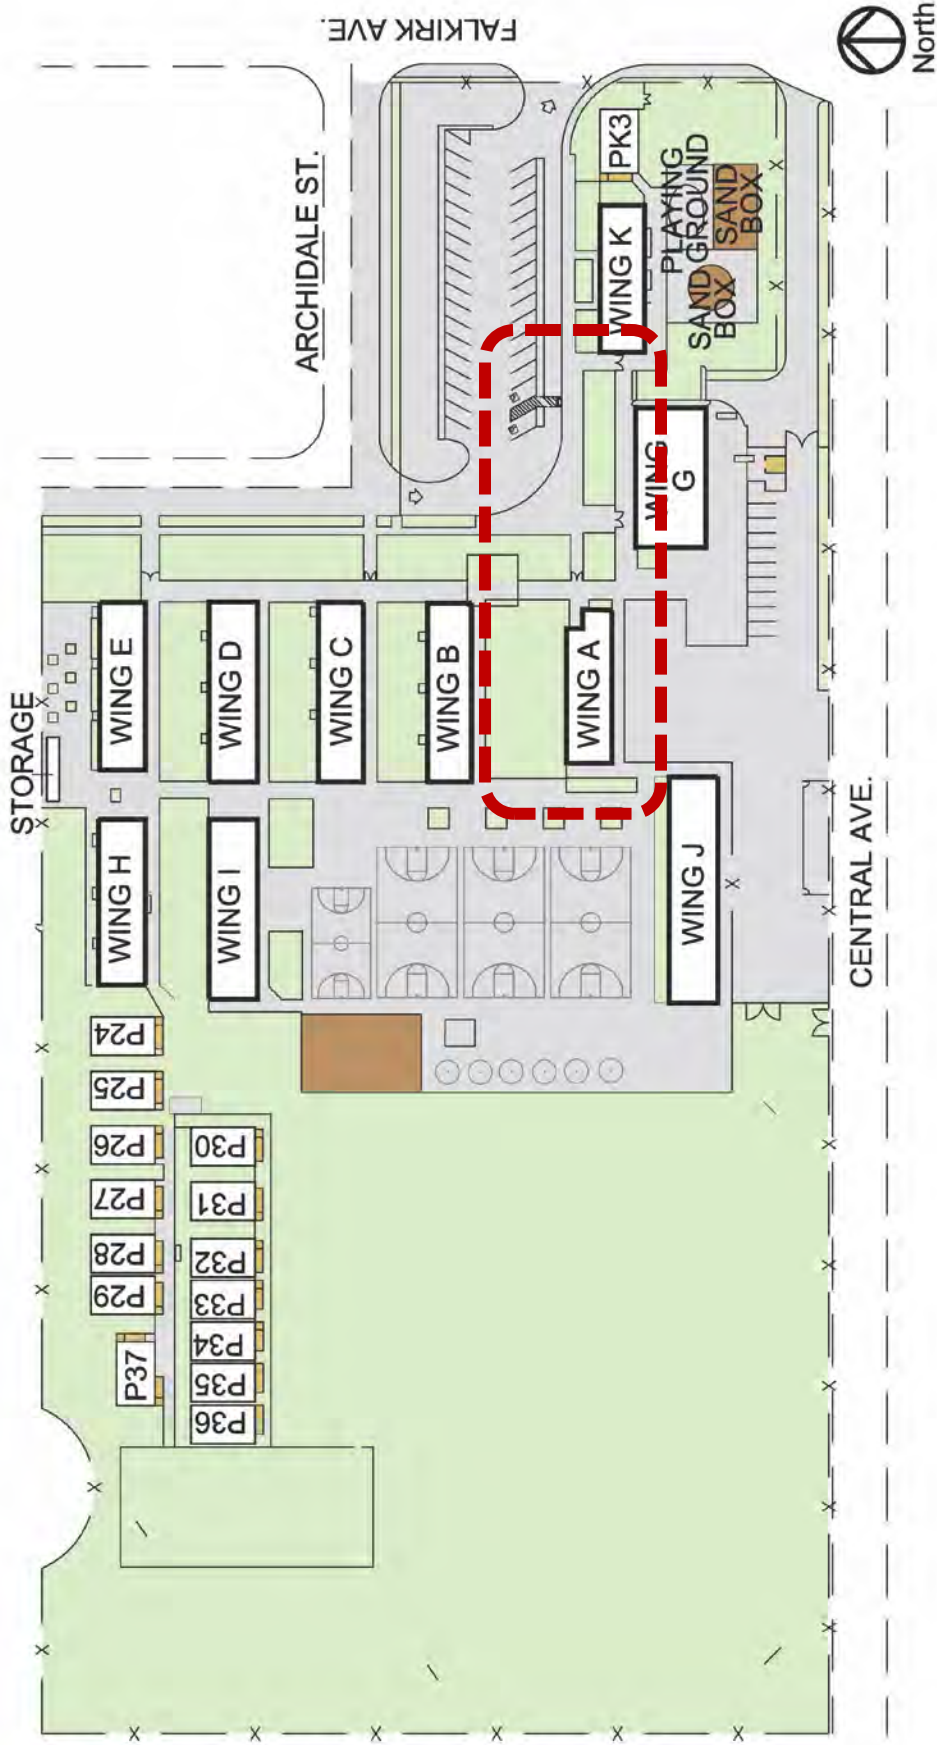 FALKIRK AVE.
North
ARCHIDALE ST.
PK3
PLAYING
GROUND
SAND
BOX
SAND
BOX
WING K
WING
G
STORAGE
WING E
WING D
WING C
WING B
WING A
WING H
WING I
WING J
CENTRAL AVE.
P24
P25
P26
P27
P28
P29
P30
P31
P32
P33
P34
P35
P36
P37